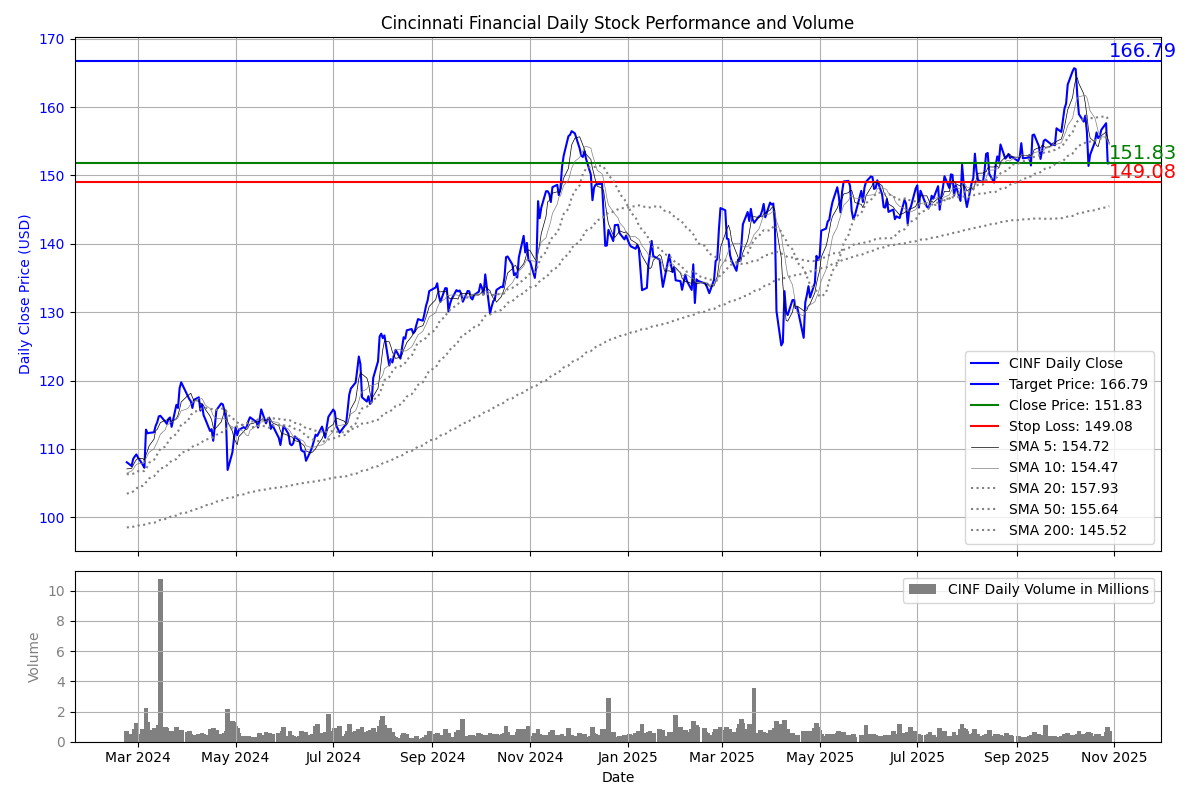 Cincinnati Financial Daily Stock Performance and Volume
Daily Close Price (USD)
170
160
150
140
130
120
110
100
166.79
151.83
149.08
CINF Daily Close
Target Price: 166.79
Close Price: 151.83
Stop Loss: 149.08
SMA 5: 154.72
SMA 10: 154.47
SMA 20: 157.93
SMA 50: 155.64
SMA 200: 145.52
Volume
10
8
6
4
2
0
CINF Daily Volume in Millions
Mar 2024 May 2024 Jul 2024 Sep 2024 Nov 2024 Jan 2025 Mar 2025 May 2025 Jul 2025 Sep 2025 Nov 2025
Date